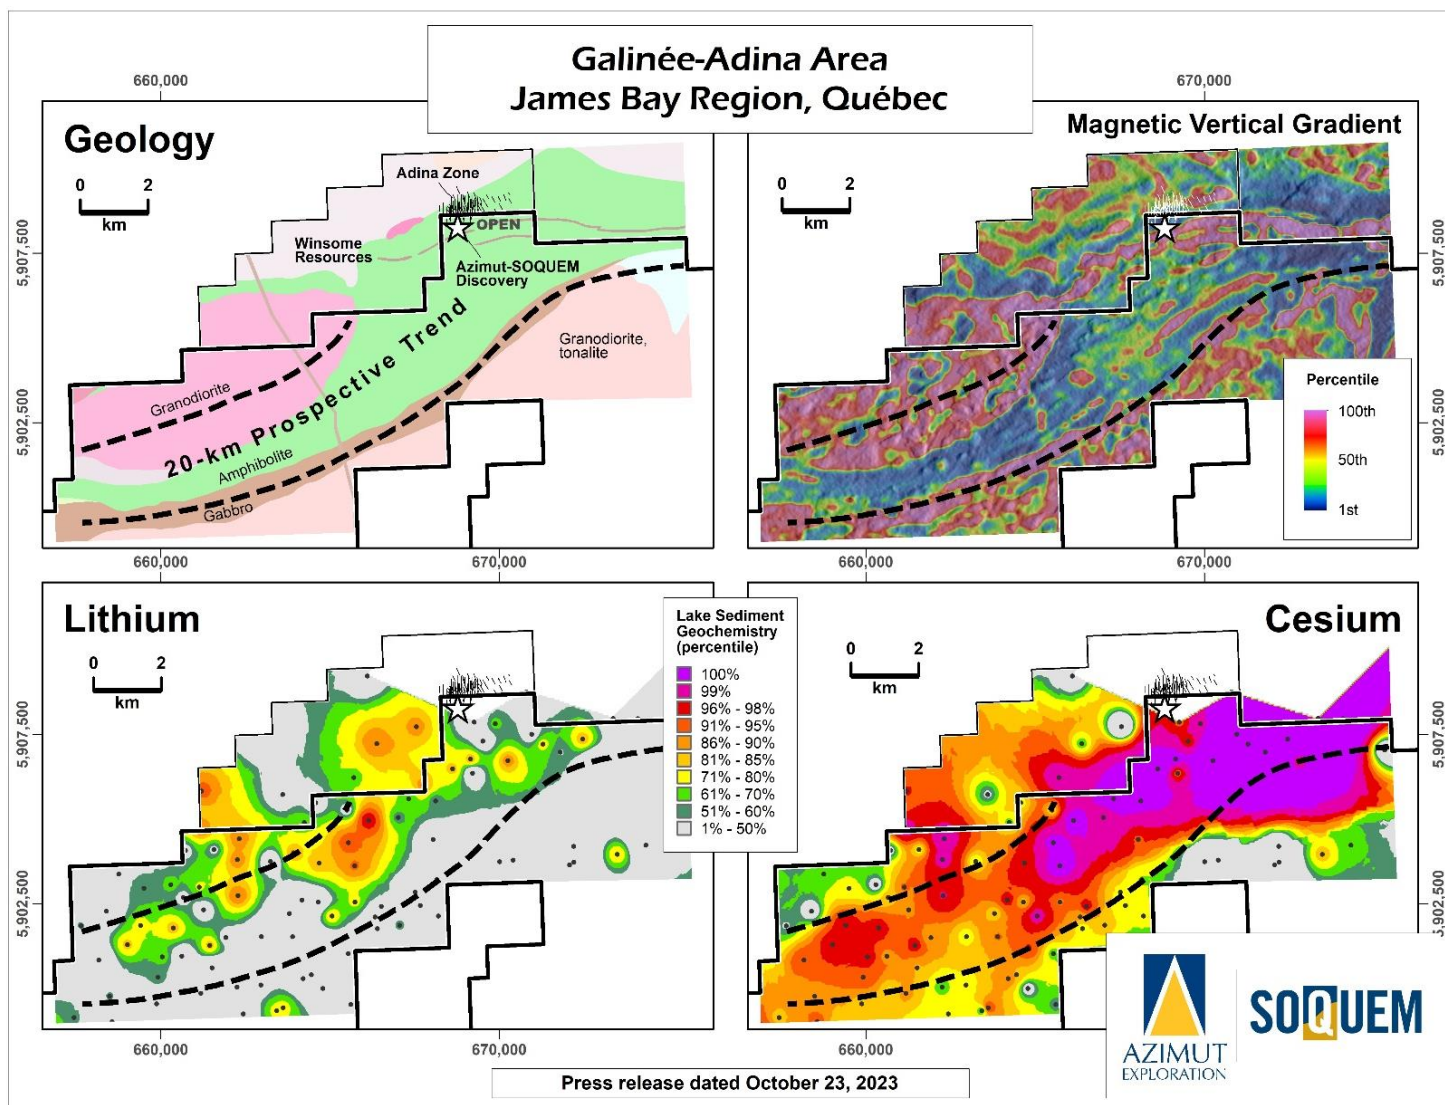 Galinée-Adina Area
James Bay Region, Québec
660,000
670,000
Geology
0 2
km
Adina Zone
OPEN
Winsome
Resources
Azimut-SOQUEM
Discovery
20-km Prospective Trend
Granodiorite
Amphibolite
Gabbro
Granodiorite,
tonalite
5,907,500
5,902,500
Magnetic Vertical Gradient
0 2
km
Percentile
100th
50th
1st
5,907,500
5,902,500
660,000
670,000
660,000
670,000
Lithium
0 2
km
5,907,500
5,902,500
Lake Sediment
Geochemistry
(percentile)
100%
99%
96% - 98%
91% - 95%
86% - 90%
81% - 85%
71% - 80%
61% - 70%
51% - 60%
1% - 50%
Cesium
0 2
km
5,907,500
5,902,500
660,000
670,000
660,000
AZIMUT
EXPLORATION
SOQUEM
Press release dated October 23, 2023